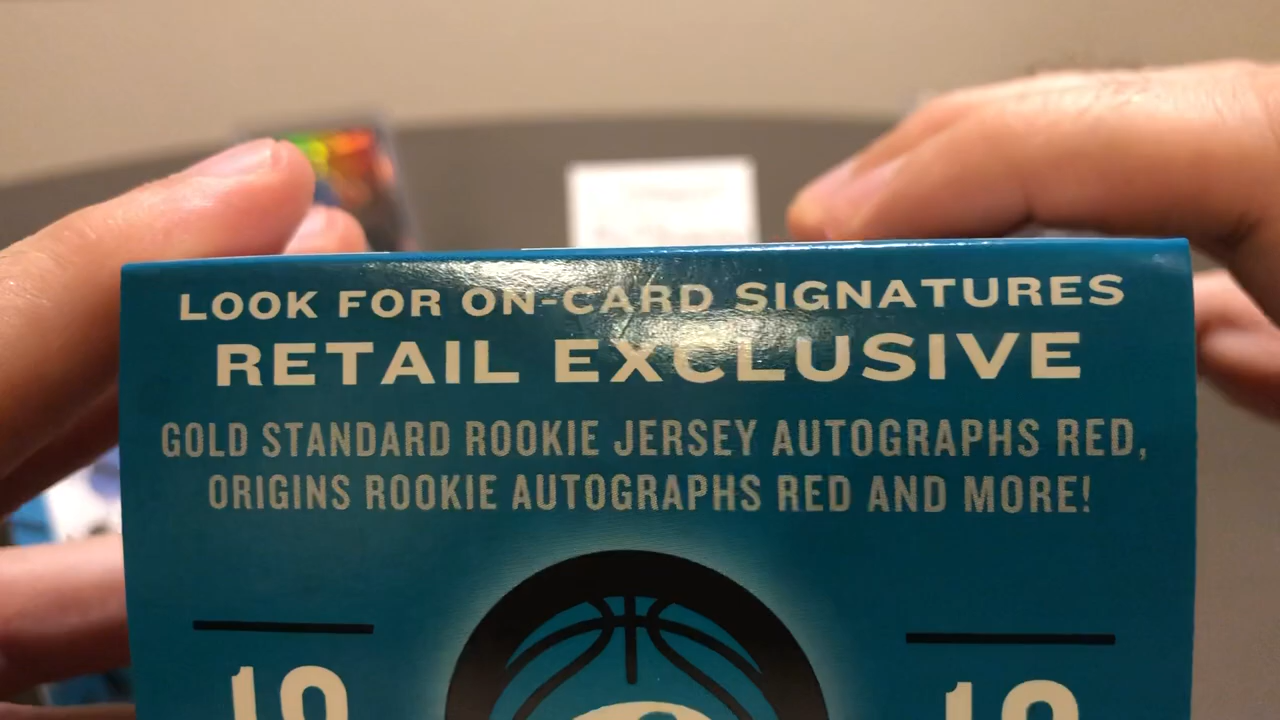 LOOK FOR ON-CARD SIGNATURES
RETAIL EXCLUSIVE
GOLD STANDARD ROOKIE JERSEY AUTOGRAPHS RED,
ORIGINS ROOKIE AUTOGRAPHS RED AND MORE!